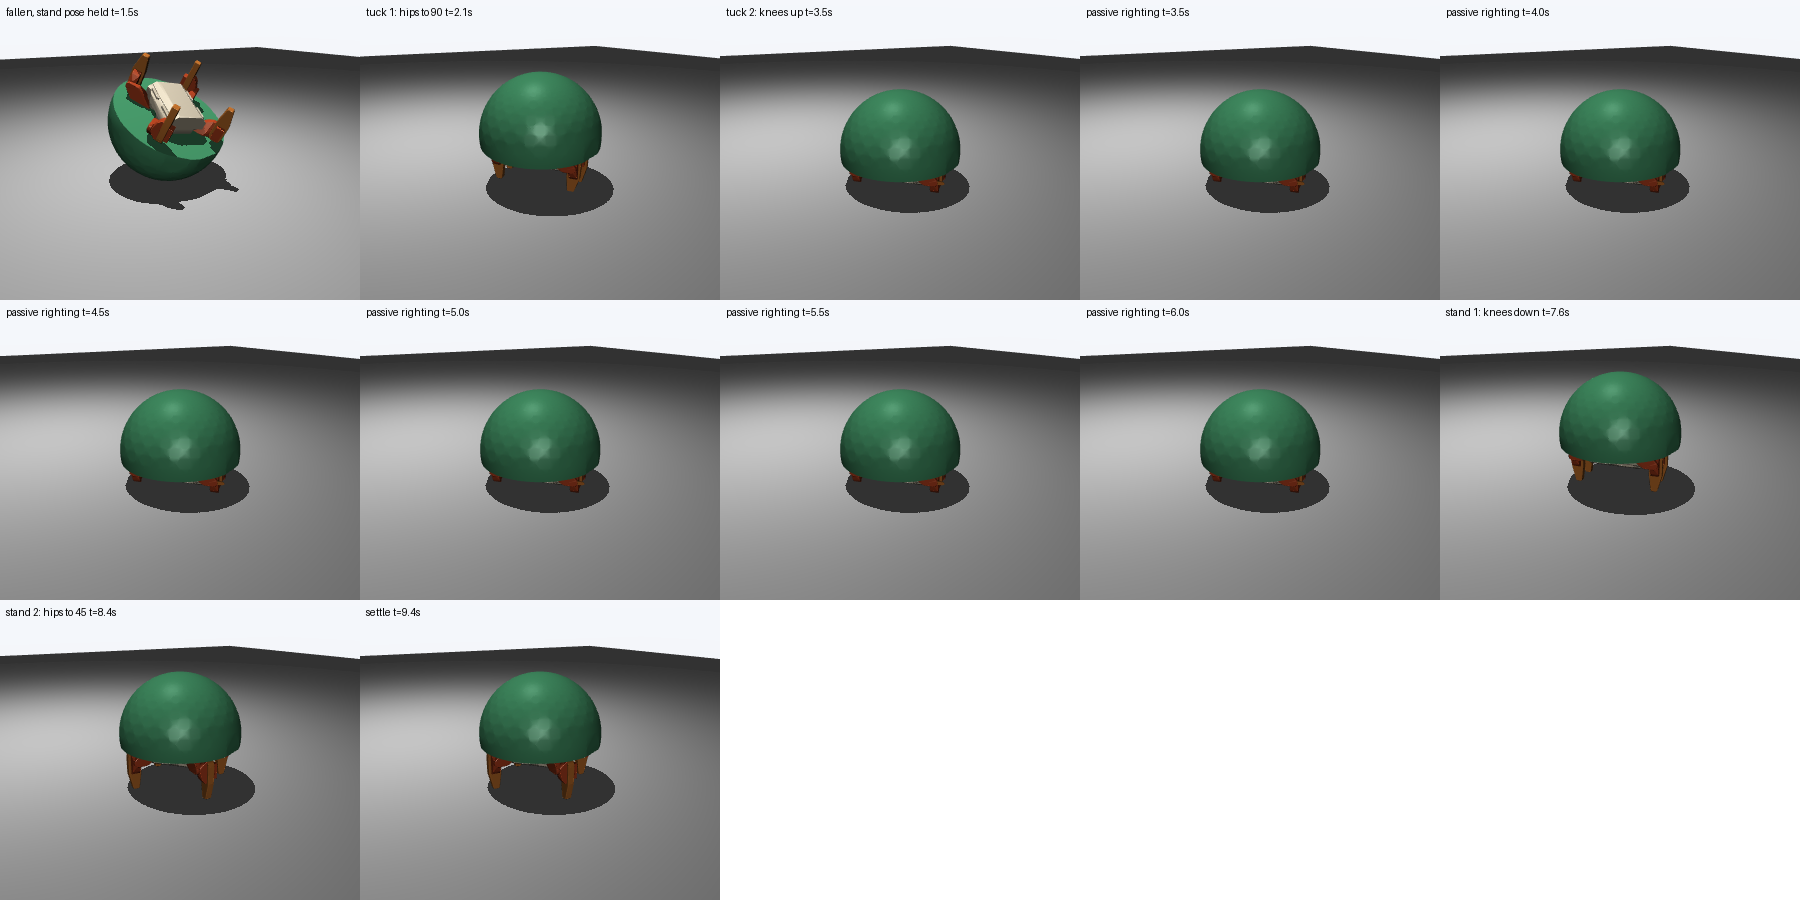 fallen, stand pose held t=1.5s
tuck 1: hips to 90 t=2.1s
tuck 2: knees up t=3.5s
passive righting t=3.5s
passive righting t=4.0s
passive righting t=4.5s
passive righting t=5.0s
passive righting t=5.5s
passive righting t=6.0s
stand 1: knees down t=7.6s
stand 2: hips to 45 t=8.4s
settle t=9.4s